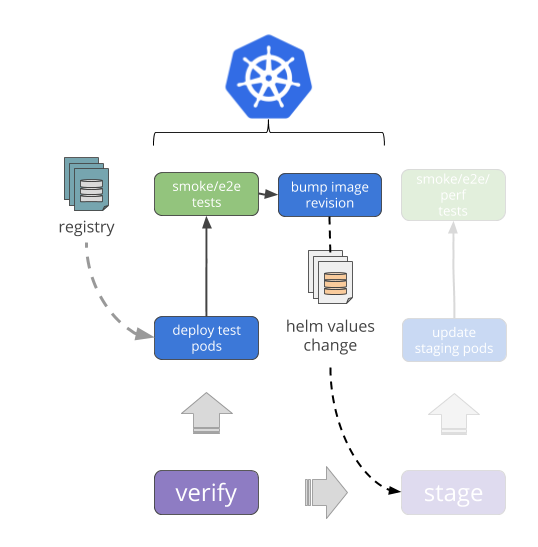 smoke/e2e
tests
bump image
revision
smoke/e2e/
perf
tests
registry
deploy test
pods
helm values
change
update
staging pods
verify
stage